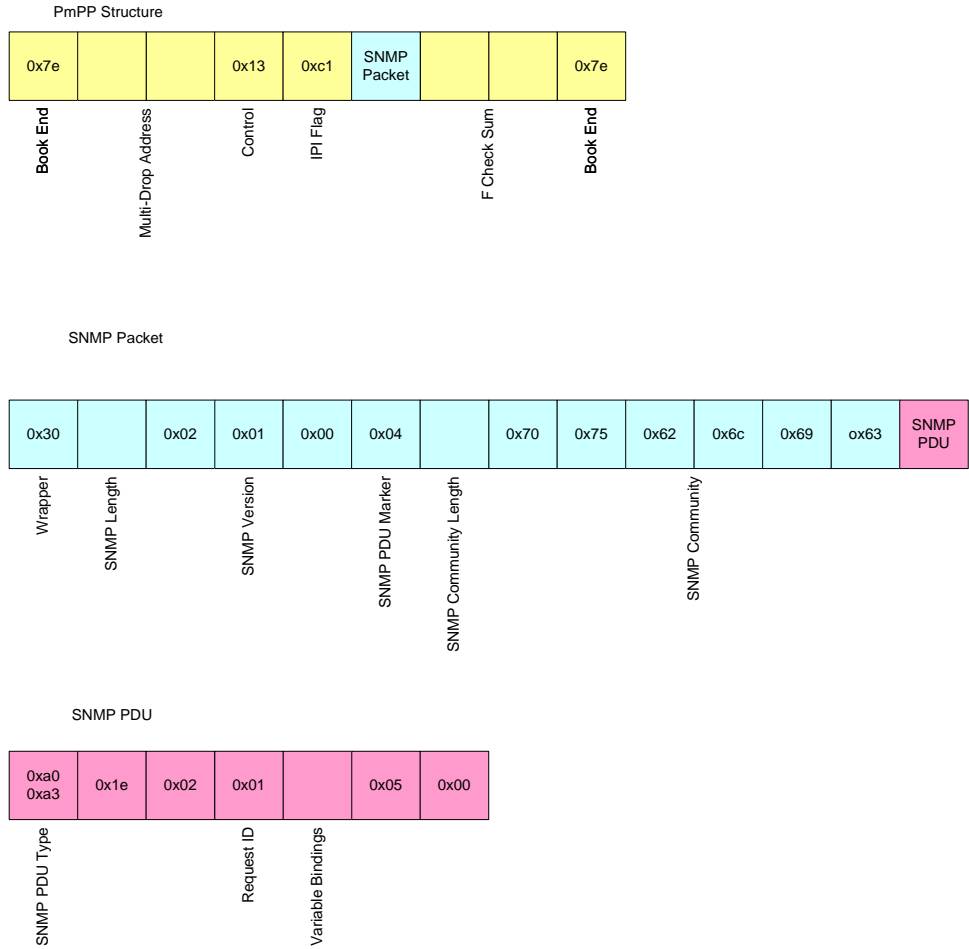 PmPP Structure
0x7e 0x13 0xc1 SNMP Packet 0x7e
Book End
Multi-Drop Address
Control
IPI Flag
F Check Sum
Book End
SNMP Packet
0x30 0x02 0x01 0x00 0x04 0x70 0x75 0x62 0x6c 0x69 ox63 SNMP PDU
Wrapper
SNMP Length
SNMP Version
SNMP PDU Marker
SNMP Community Length
SNMP Community
SNMP PDU
0xa0 0xa3 0x1e 0x02 0x01 0x05 0x00
SNMP PDU Type
Request ID
Variable Bindings